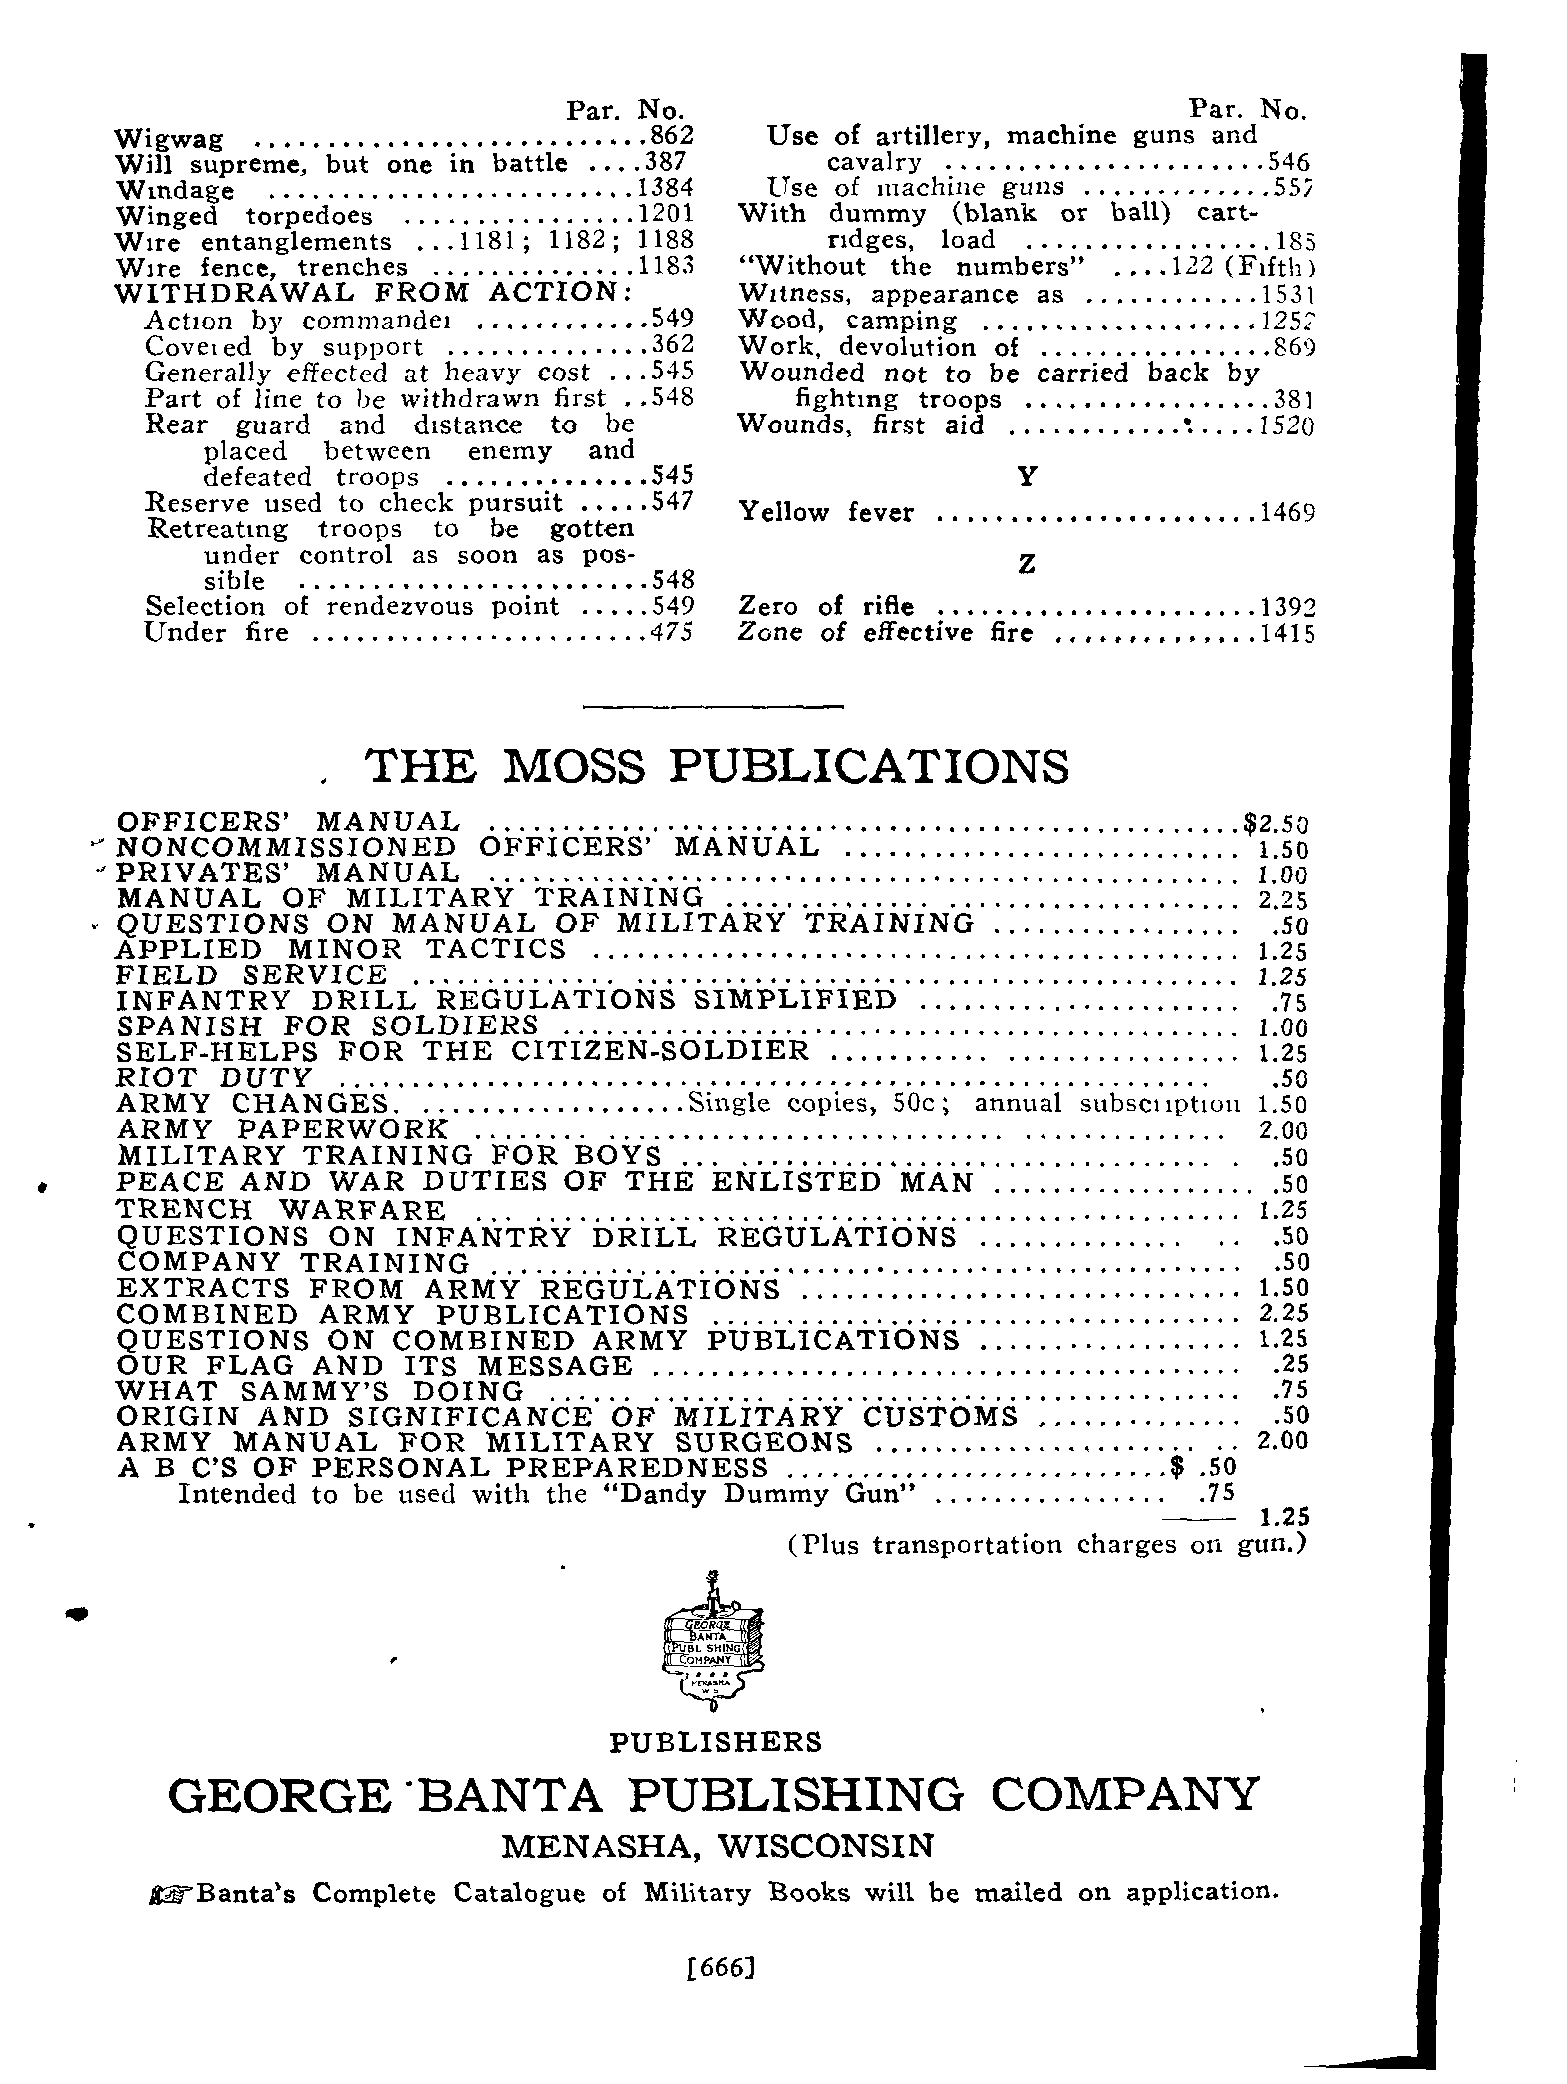 Par. No.
Wigwag ...........................862
Will supreme, but one in battle ....387
Windage .........................1384
Winged torpedoes ................1201
Wire entanglements ...1181; 1182; 1188
Wire fence, trenches ..............1183
WITHDRAWAL FROM ACTION:
Action by commander ............549
Covered by support ..............362
Generally effected at heavy cost ...545
Part of line to be withdrawn first ..548
Rear guard and distance to be
placed between enemy and
defeated troops ..............545
Reserve used to check pursuit .....547
Retreating troops to be gotten
under control as soon as pos-
sible ........................548
Selection of rendezvous point .....549
Under fire .......................475
Par. No.
Use of artillery, machine guns and
cavalry ......................546
Use of machine guns .............557
With dummy (blank or ball) cart-
ridges, load .................185
"Without the numbers" ....122 (Fifth)
Witness, appearance as ............1531
Wood, camping ...................1252
Work, devolution of ................869
Wounded not to be carried back by
fighting troops .................381
Wounds, first aid .................1520
Y
Yellow fever ......................1469
Z
Zero of rifle ......................1392
Zone of effective fire ..............1415
THE MOSS PUBLICATIONS
OFFICERS' MANUAL ....................$2.50
NONCOMMISSIONED OFFICERS' MANUAL .................... 1.50
PRIVATES' MANUAL .................... 1.00
MANUAL OF MILITARY TRAINING .................... 2.25
QUESTIONS ON MANUAL OF MILITARY TRAINING ................. .50
APPLIED MINOR TACTICS .................... 1.25
FIELD SERVICE .................... 1.25
INFANTRY DRILL REGULATIONS SIMPLIFIED .................... .75
SPANISH FOR SOLDIERS .................... 1.00
SELF-HELPS FOR THE CITIZEN-SOLDIER .................... 1.25
RIOT DUTY .................... .50
ARMY CHANGES. ..................Single copies, 50c; annual subscription 1.50
ARMY PAPERWORK .................... 2.00
MILITARY TRAINING FOR BOYS .................... .50
PEACE AND WAR DUTIES OF THE ENLISTED MAN .................. .50
TRENCH WARFARE .................... 1.25
QUESTIONS ON INFANTRY DRILL REGULATIONS .............. .. .50
COMPANY TRAINING .................... .50
EXTRACTS FROM ARMY REGULATIONS .................... 1.50
COMBINED ARMY PUBLICATIONS .................... 2.25
QUESTIONS ON COMBINED ARMY PUBLICATIONS .................. 1.25
OUR FLAG AND ITS MESSAGE .................... .25
WHAT SAMMY'S DOING .................... .75
ORIGIN AND SIGNIFICANCE OF MILITARY CUSTOMS .............. .50
ARMY MANUAL FOR MILITARY SURGEONS .................... 2.00
A B C'S OF PERSONAL PREPAREDNESS ..........................$ .50
Intended to be used with the "Dandy Dummy Gun" ................ .75
1.25
(Plus transportation charges on gun.)
GEORGE
BANTA
PUBL SHING
COMPANY
MENASHA
WIS
PUBLISHERS
GEORGE BANTA PUBLISHING COMPANY
MENASHA, WISCONSIN
☞Banta's Complete Catalogue of Military Books will be mailed on application.
[666]